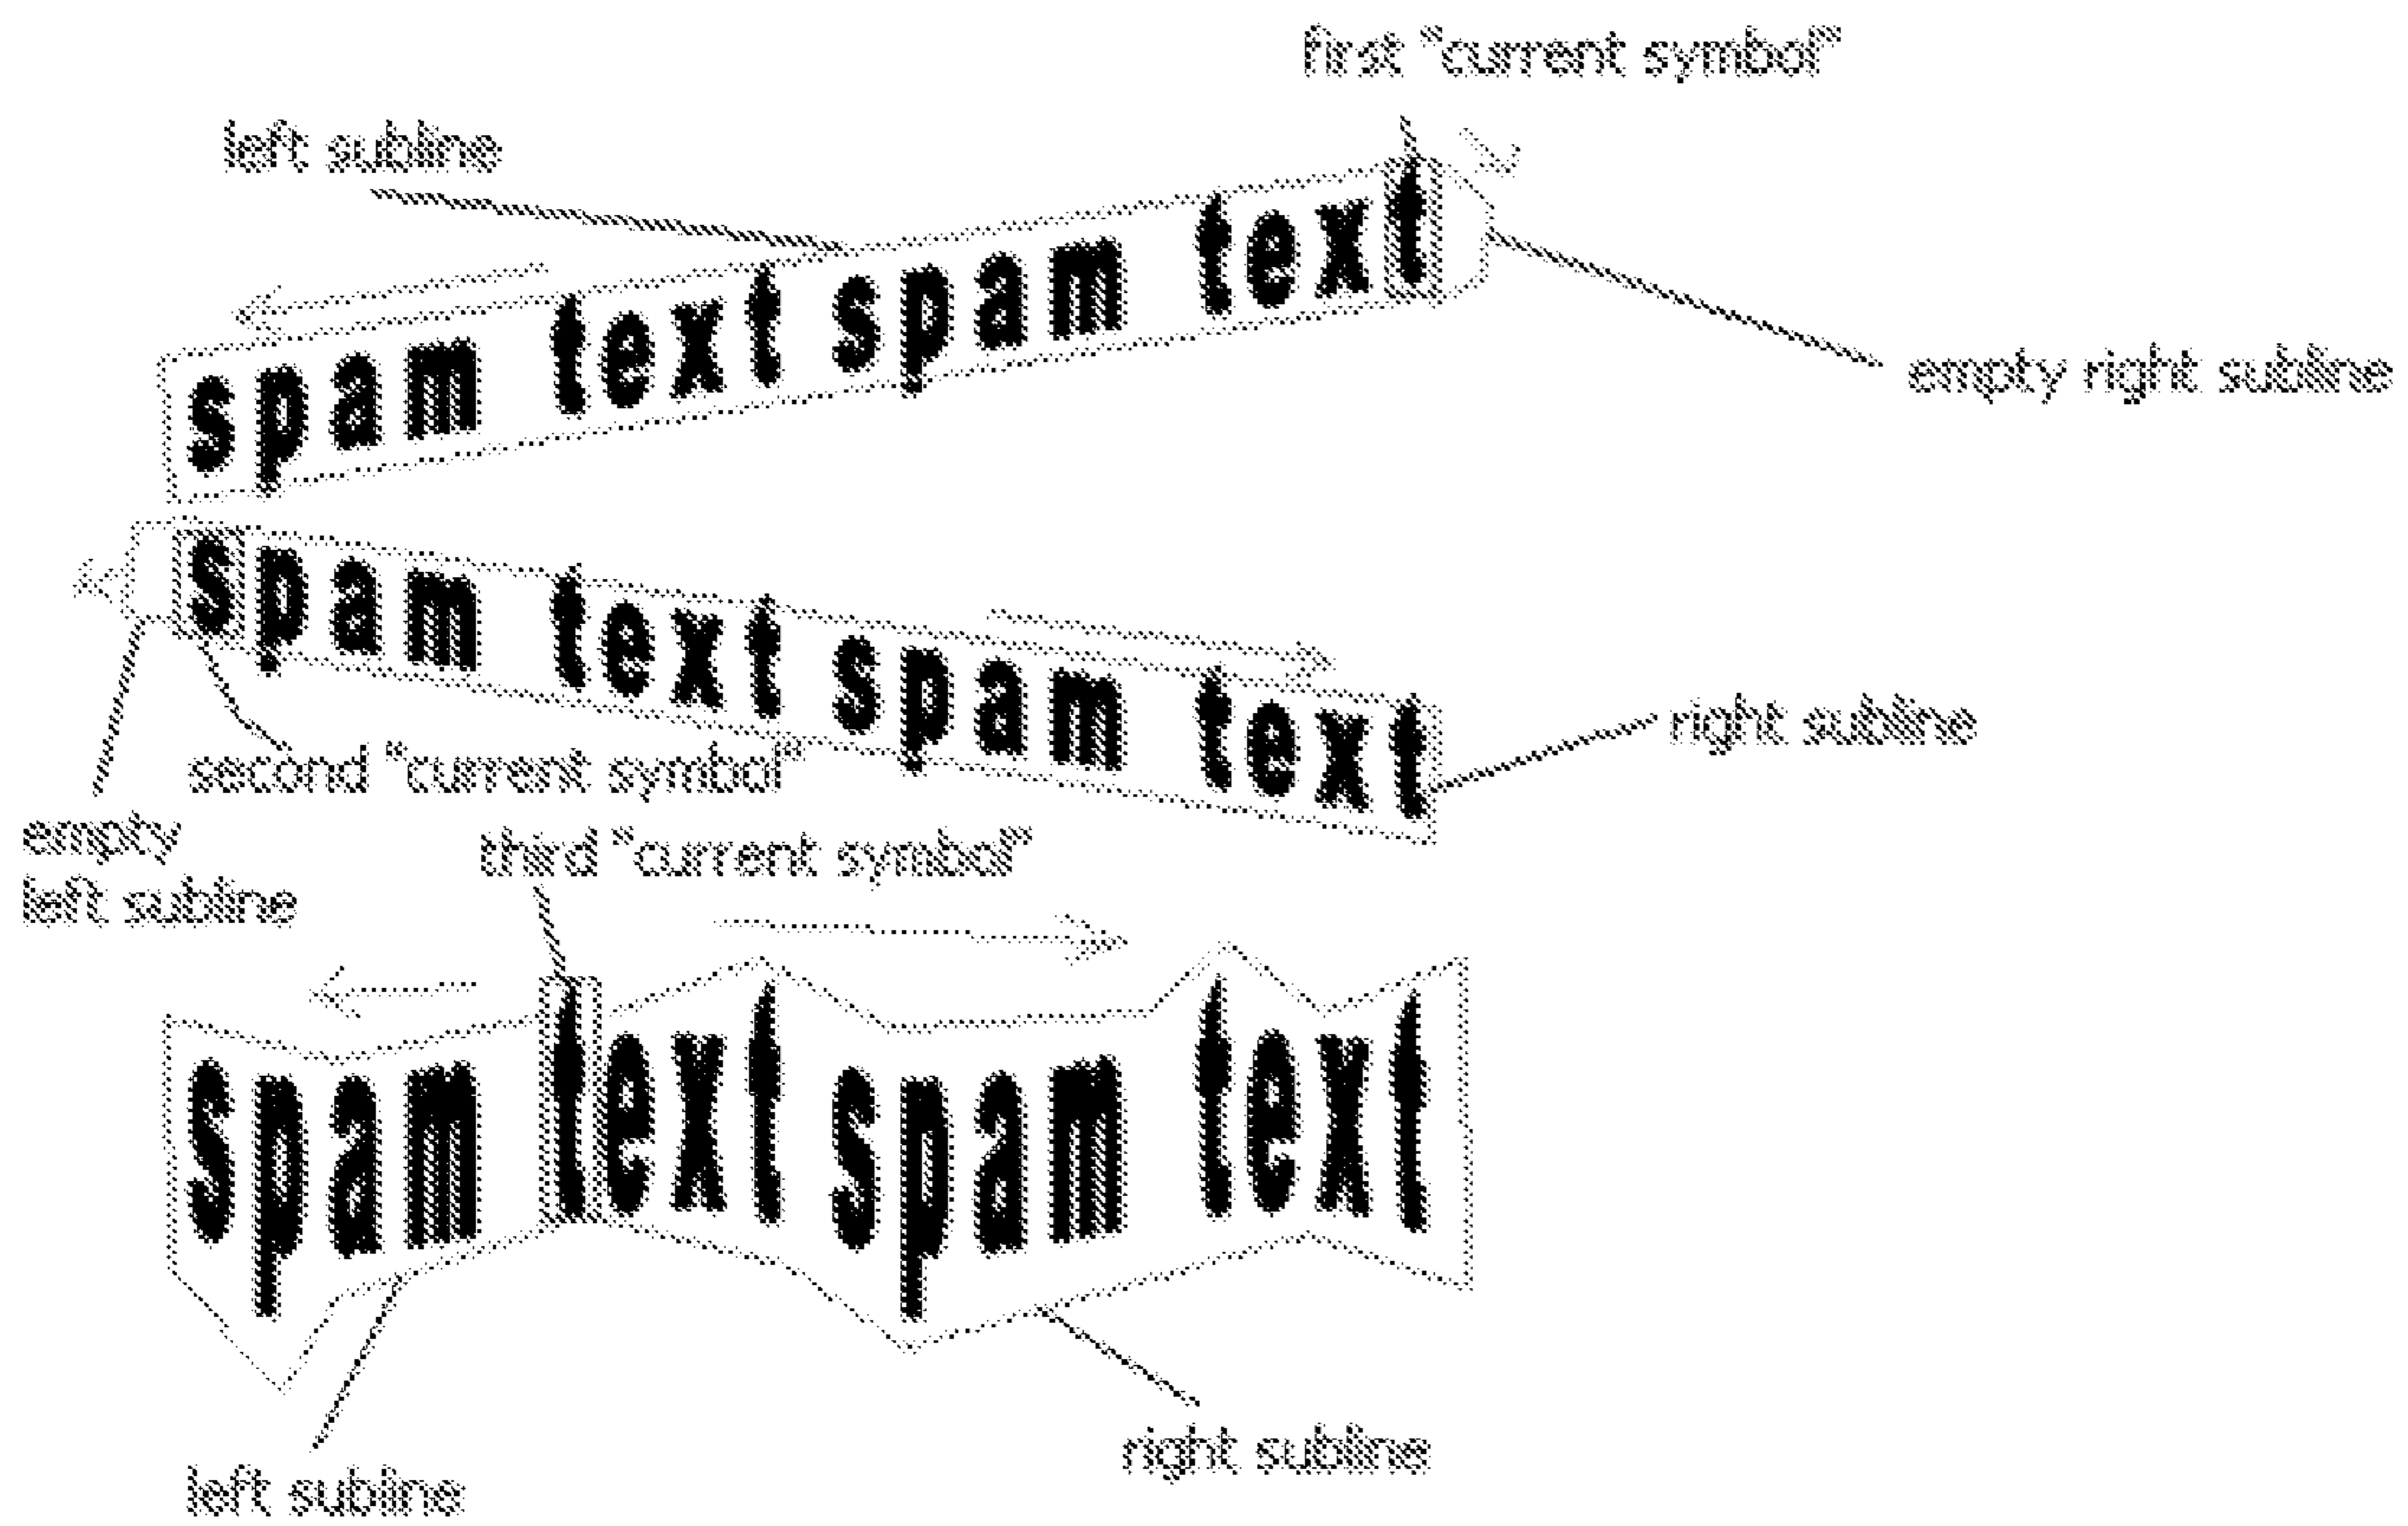 first "current symbol"
left subline
spam text spam text
empty right subline
spam text spam text
right subline
second "current symbol"
empty
left subline
third "current symbol"
spam text spam text
right subline
left subline